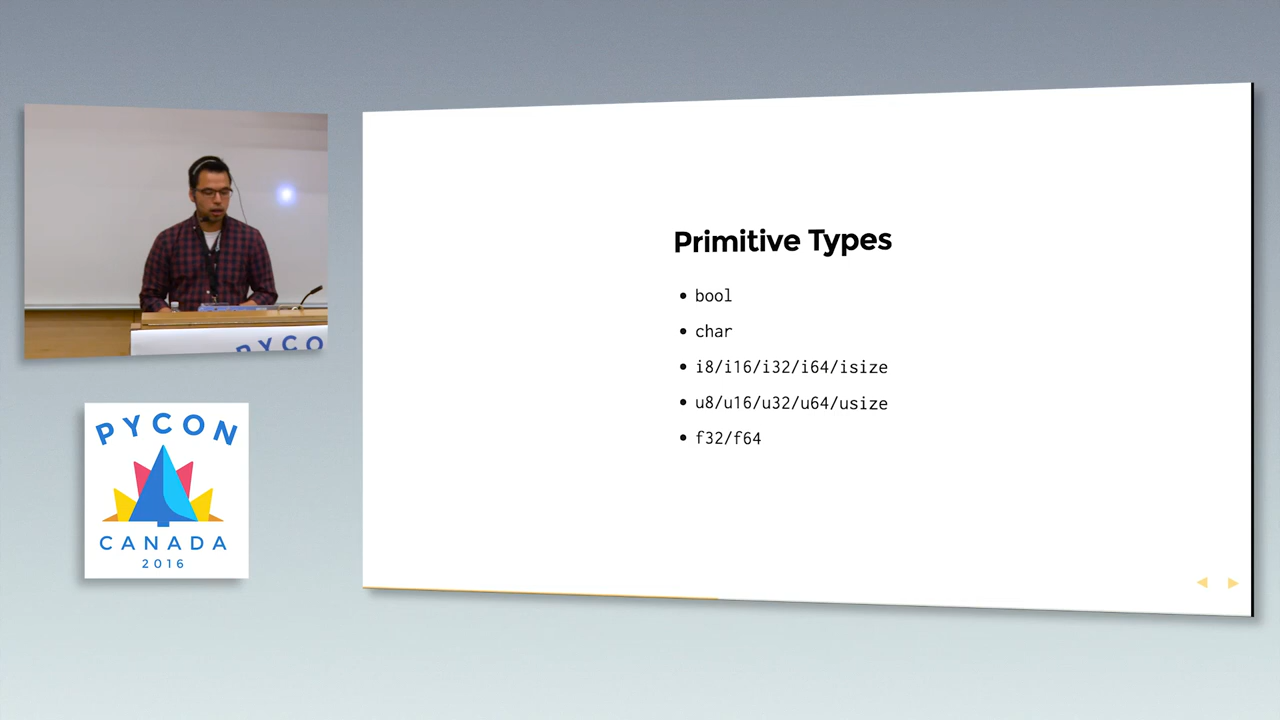 PYCO
PYCON
CANADA
2016
Primitive Types
bool
char
i8/i16/i32/i64/isize
u8/u16/u32/u64/usize
f32/f64